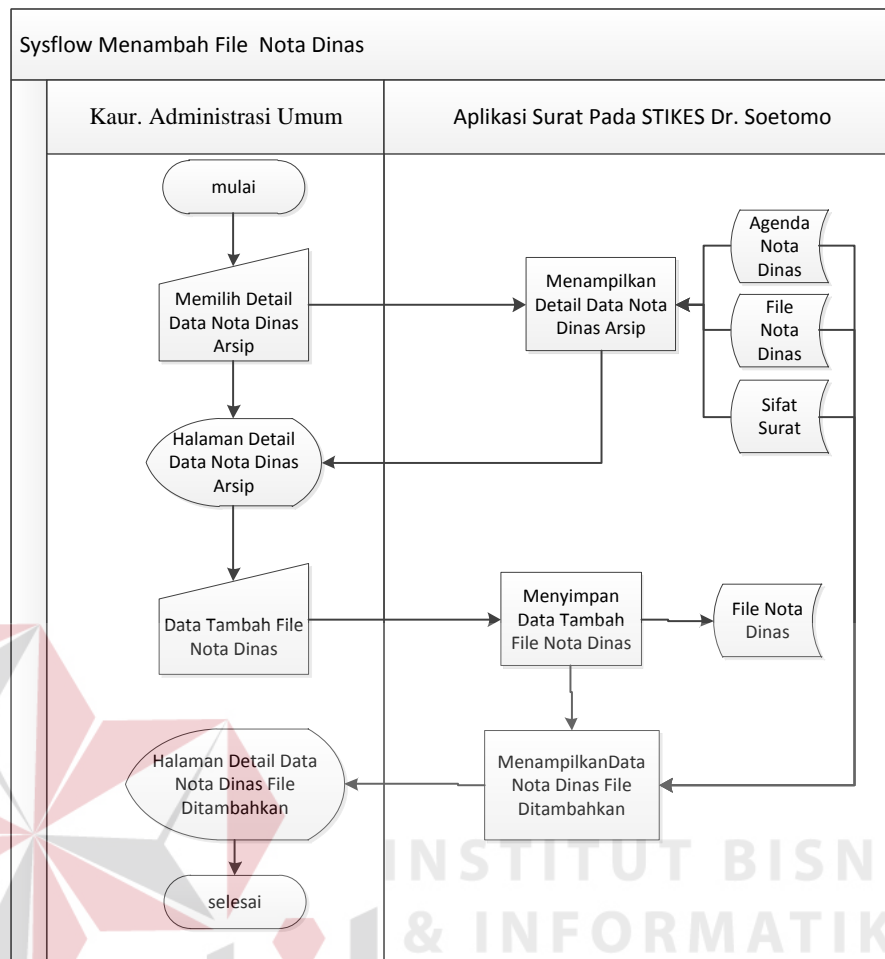 Sysflow Menambah File Nota Dinas
Kaur. Administrasi Umum
Aplikasi Surat Pada STIKES Dr. Soetomo
mulai
Memilih Detail
Data Nota Dinas
Arsip
Menampilkan
Detail Data Nota
Dinas Arsip
Agenda
Nota
Dinas
File
Nota
Dinas
Sifat
Surat
Halaman Detail
Data Nota Dinas
Arsip
Data Tambah File
Nota Dinas
Menyimpan
Data Tambah
File Nota Dinas
File Nota
Dinas
Halaman Detail Data
Nota Dinas File
Ditambahkan
MenampilkanData
Nota Dinas File
Ditambahkan
selesai
INSTITUT BISN
& INFORMATIK